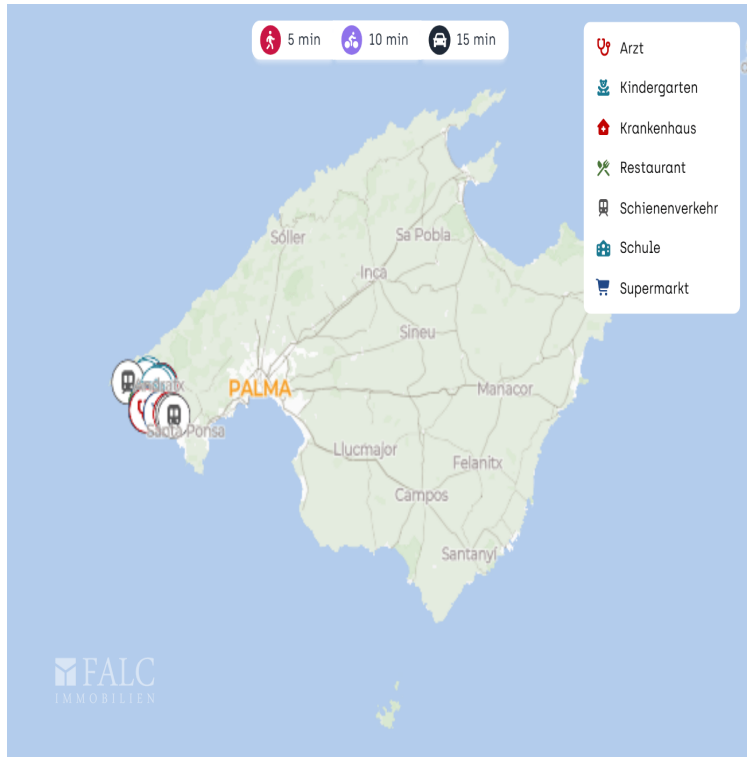 5 min
10 min
15 min
Arzt
Kindergarten
Krankenhaus
Restaurant
Schienenverkehr
Schule
Supermarkt
Sóller
Sa Pobla
Inca
Sineu
PALMA
Manacor
Santa Ponsa
Llucmajor
Felanitx
Campos
Santanyí
FALC
IMMOBILIEN